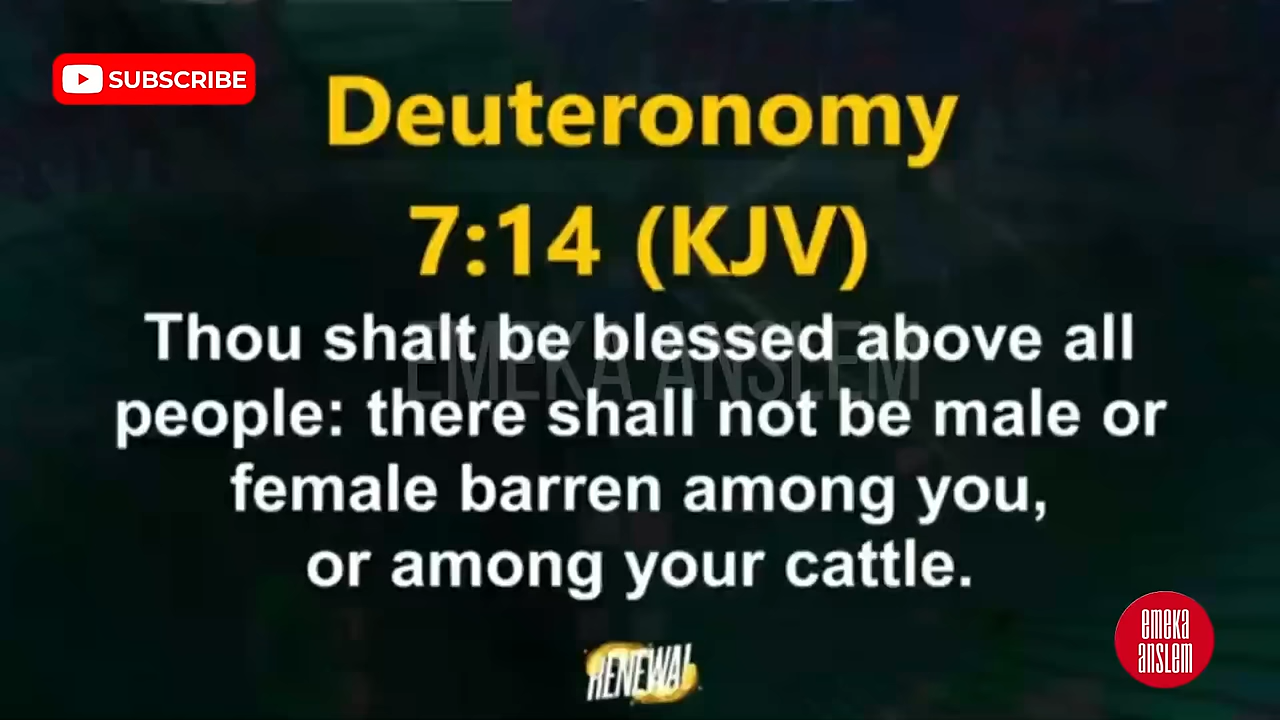 SUBSCRIBE
Deuteronomy
7:14 (KJV)
Thou shalt be blessed above all
EMEKA ANSLEM
people: there shall not be male or
female barren among you,
or among your cattle.
emeka
anslem
RENEWAL